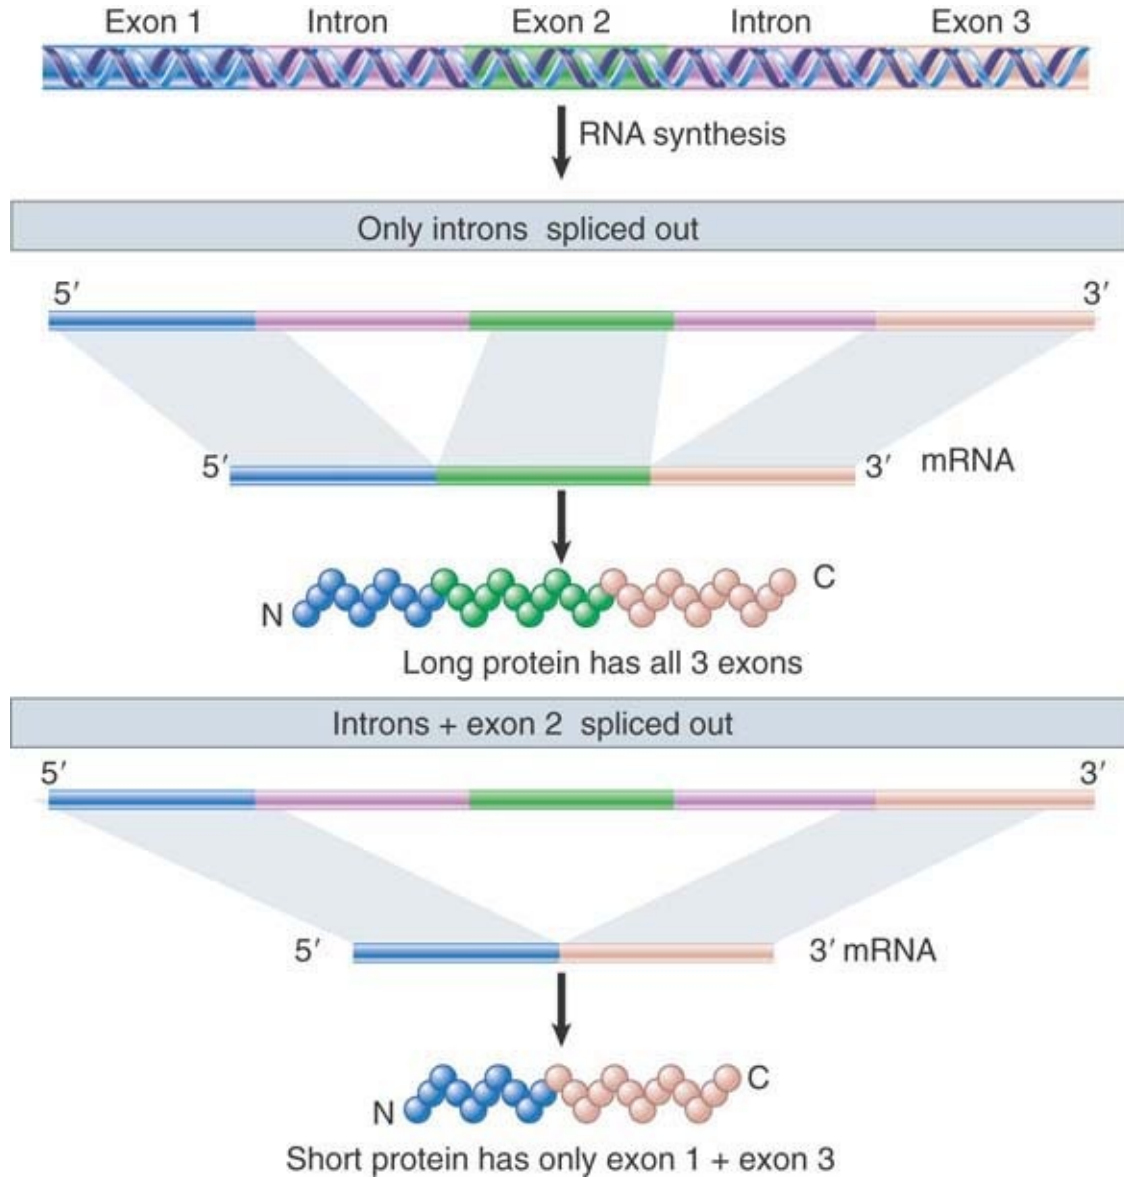 Exon 1 Intron Exon 2 Intron Exon 3
RNA synthesis
Only introns spliced out
5′ 3′
5′ 3′ mRNA
N C
Long protein has all 3 exons
Introns + exon 2 spliced out
5′ 3′
5′ 3′ mRNA
N C
Short protein has only exon 1 + exon 3